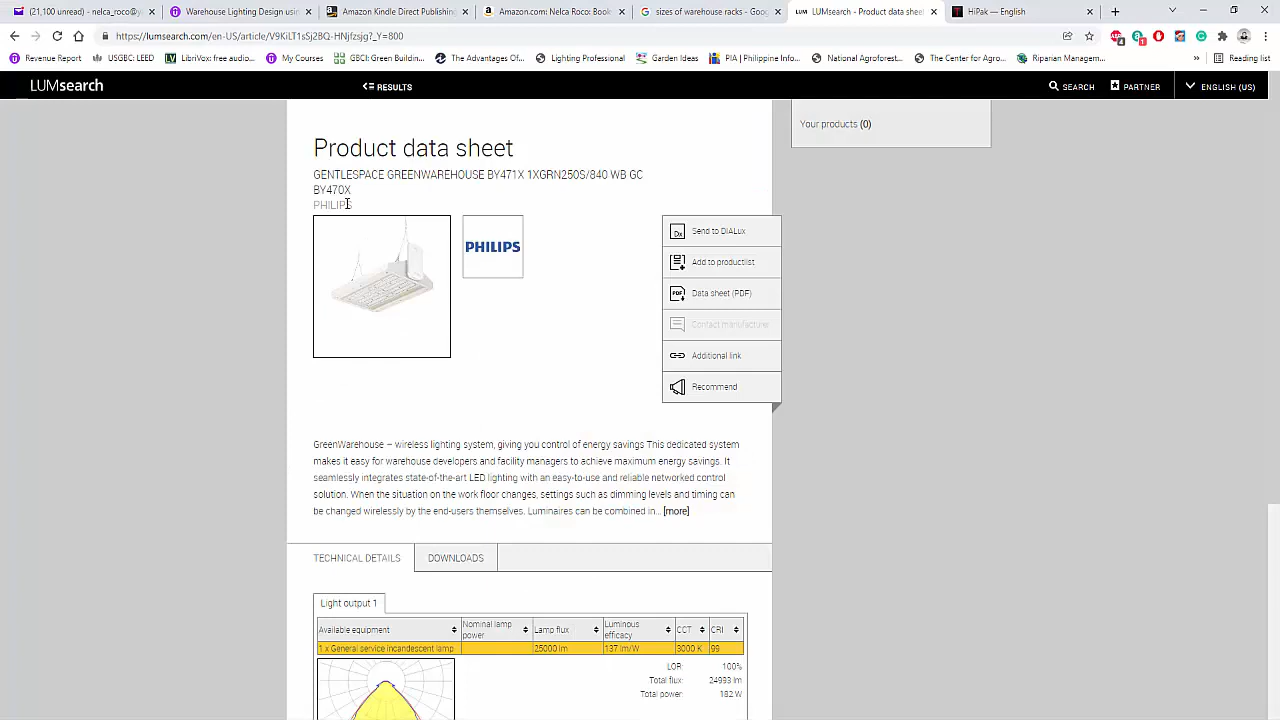 (21,100 unread) - nelca_roco@y
Warehouse Lighting Design usin
Amazon Kindle Direct Publishing
Amazon.com: Nelca Roco: Book
sizes of warehouse racks - Goog
LUM LUMsearch - Product data sheet
HiPak — English
https://lumsearch.com/en-US/article/V9KiLT1sSj2BQ-HNjfzsjg?_Y=800
Revenue Report
USGBC: LEED
LibriVox: free audio...
My Courses
GBCI: Green Building...
The Advantages Of...
Lighting Professional
Garden Ideas
PIA | Philippine Info...
National Agroforest...
The Center for Agro...
Riparian Managem...
»
Reading list
LUMsearch
RESULTS
SEARCH
PARTNER
ENGLISH (US)
Your products (0)
Product data sheet
GENTLESPACE GREENWAREHOUSE BY471X 1XGRN250S/840 WB GC
BY470X
PHILIPS
PHILIPS
Dx Send to DIALux
Add to productlist
PDF Data sheet (PDF)
Contact manufacturer
Additional link
Recommend
GreenWarehouse – wireless lighting system, giving you control of energy savings This dedicated system
makes it easy for warehouse developers and facility managers to achieve maximum energy savings. It
seamlessly integrates state-of-the-art LED lighting with an easy-to-use and reliable networked control
solution. When the situation on the work floor changes, settings such as dimming levels and timing can
be changed wirelessly by the end-users themselves. Luminaires can be combined in... [more]
TECHNICAL DETAILS
DOWNLOADS
Light output 1
Available equipment Nominal lamp power Lamp flux Luminous efficacy CCT CRI
1 x General service incandescent lamp 25000 lm 137 lm/W 3000 K 99
LOR: 100%
Total flux: 24993 lm
Total power: 182 W